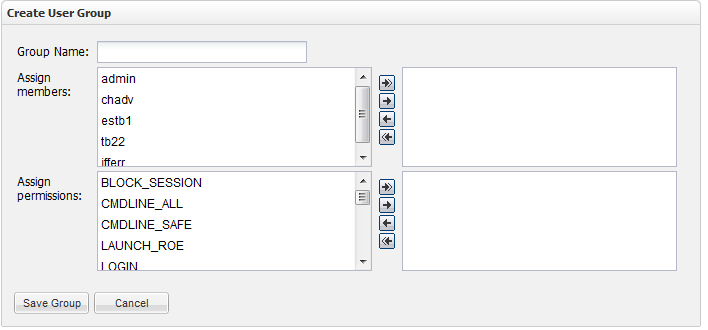 Create User Group
Group Name:
Assign members:
admin
chadv
estb1
tb22
ifferr
Assign permissions:
BLOCK_SESSION
CMDLINE_ALL
CMDLINE_SAFE
LAUNCH_ROE
LOGIN
Save Group
Cancel